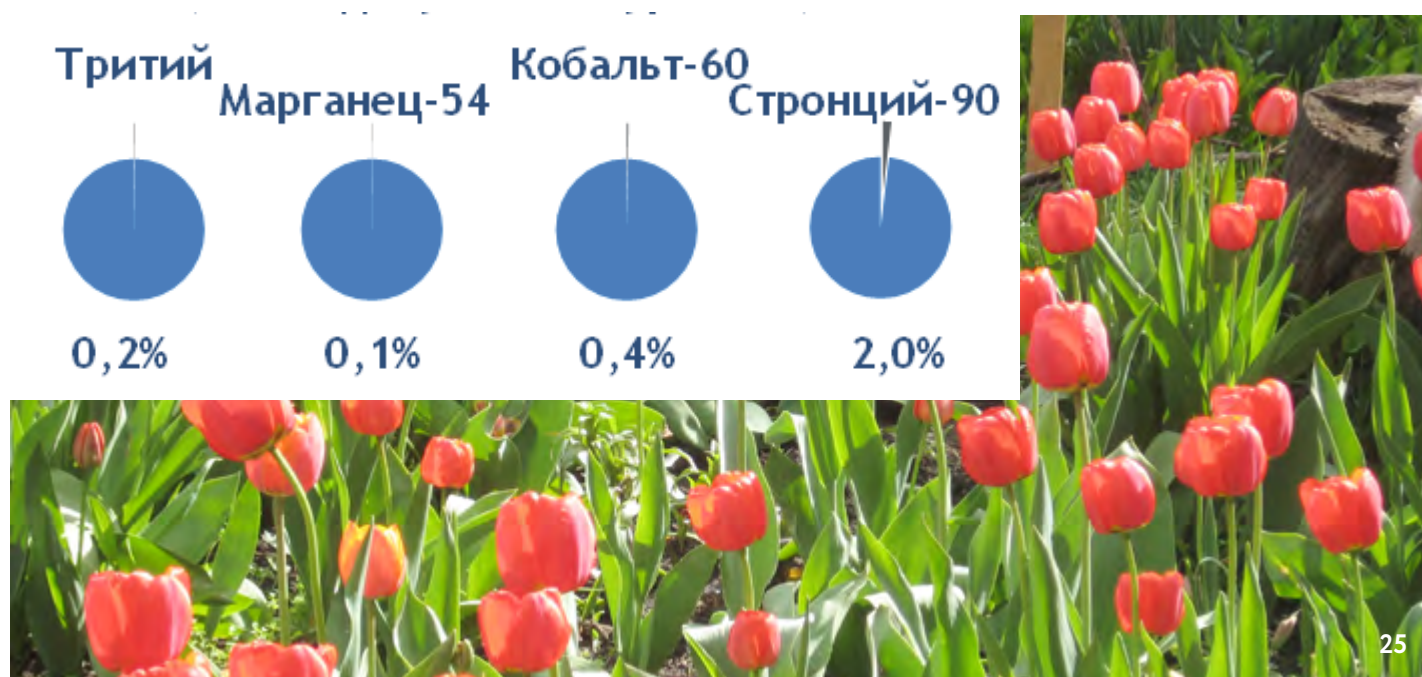 Тритий
Марганец-54
Кобальт-60
Стронций-90
0,2% 0,1% 0,4% 2,0%
25